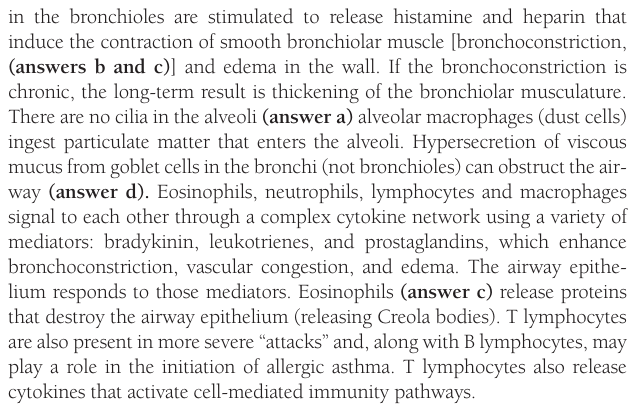 in the bronchioles are stimulated to release histamine and heparin that
induce the contraction of smooth bronchiolar muscle [bronchoconstriction,
(answers b and c)] and edema in the wall. If the bronchoconstriction is
chronic, the long-term result is thickening of the bronchiolar musculature.
There are no cilia in the alveoli (answer a) alveolar macrophages (dust cells)
ingest particulate matter that enters the alveoli. Hypersecretion of viscous
mucus from goblet cells in the bronchi (not bronchioles) can obstruct the air-
way (answer d). Eosinophils, neutrophils, lymphocytes and macrophages
signal to each other through a complex cytokine network using a variety of
mediators: bradykinin, leukotrienes, and prostaglandins, which enhance
bronchoconstriction, vascular congestion, and edema. The airway epithe-
lium responds to those mediators. Eosinophils (answer c) release proteins
that destroy the airway epithelium (releasing Creola bodies). T lymphocytes
are also present in more severe “attacks” and, along with B lymphocytes, may
play a role in the initiation of allergic asthma. T lymphocytes also release
cytokines that activate cell-mediated immunity pathways.